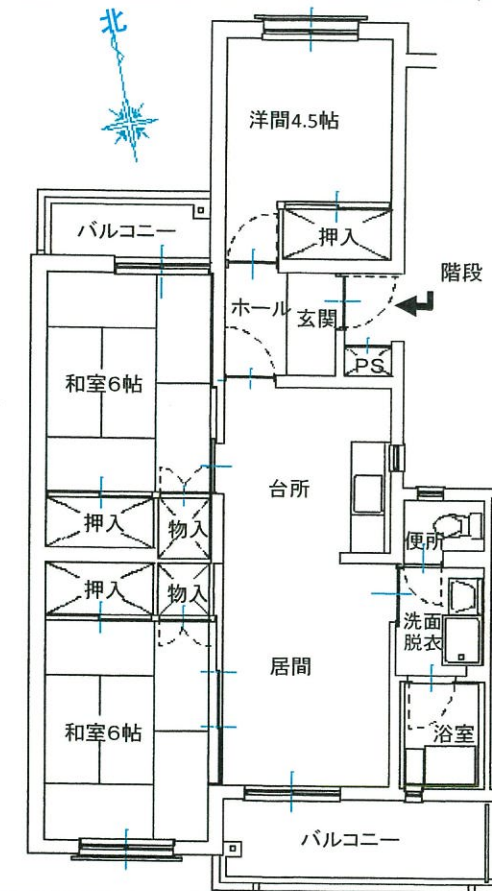 北
洋間4.5帖
バルコニー
押入
階段
ホール
玄関
PS
和室6帖
台所
押入
物入
便所
押入
物入
洗面
脱衣
居間
和室6帖
浴室
バルコニー